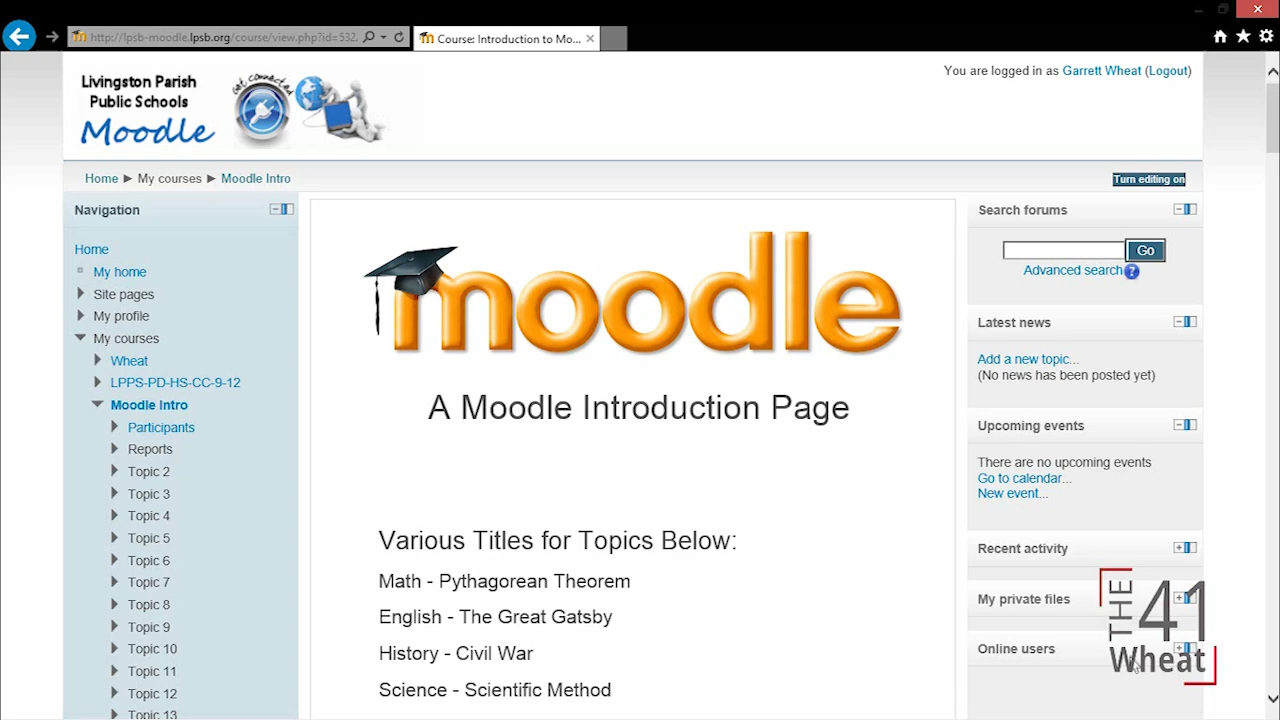 http://lpsb-moodle.lpsb.org/course/view.php?id=532
Course: Introduction to Mo...
Livingston Parish
Public Schools
Moodle
Get Connected
You are logged in as Garrett Wheat (Logout)
Home ► My courses ► Moodle Intro
Turn editing on
Navigation
Home
My home
Site pages
My profile
My courses
Wheat
LPPS-PD-HS-CC-9-12
Moodle Intro
Participants
Reports
Topic 2
Topic 3
Topic 4
Topic 5
Topic 6
Topic 7
Topic 8
Topic 9
Topic 10
Topic 11
Topic 12
Topic 13
moodle
A Moodle Introduction Page
Various Titles for Topics Below:
Math - Pythagorean Theorem
English - The Great Gatsby
History - Civil War
Science - Scientific Method
Search forums
Go
Advanced search ?
Latest news
Add a new topic...
(No news has been posted yet)
Upcoming events
There are no upcoming events
Go to calendar...
New event...
Recent activity
My private files
Online users
THE 41
Wheat